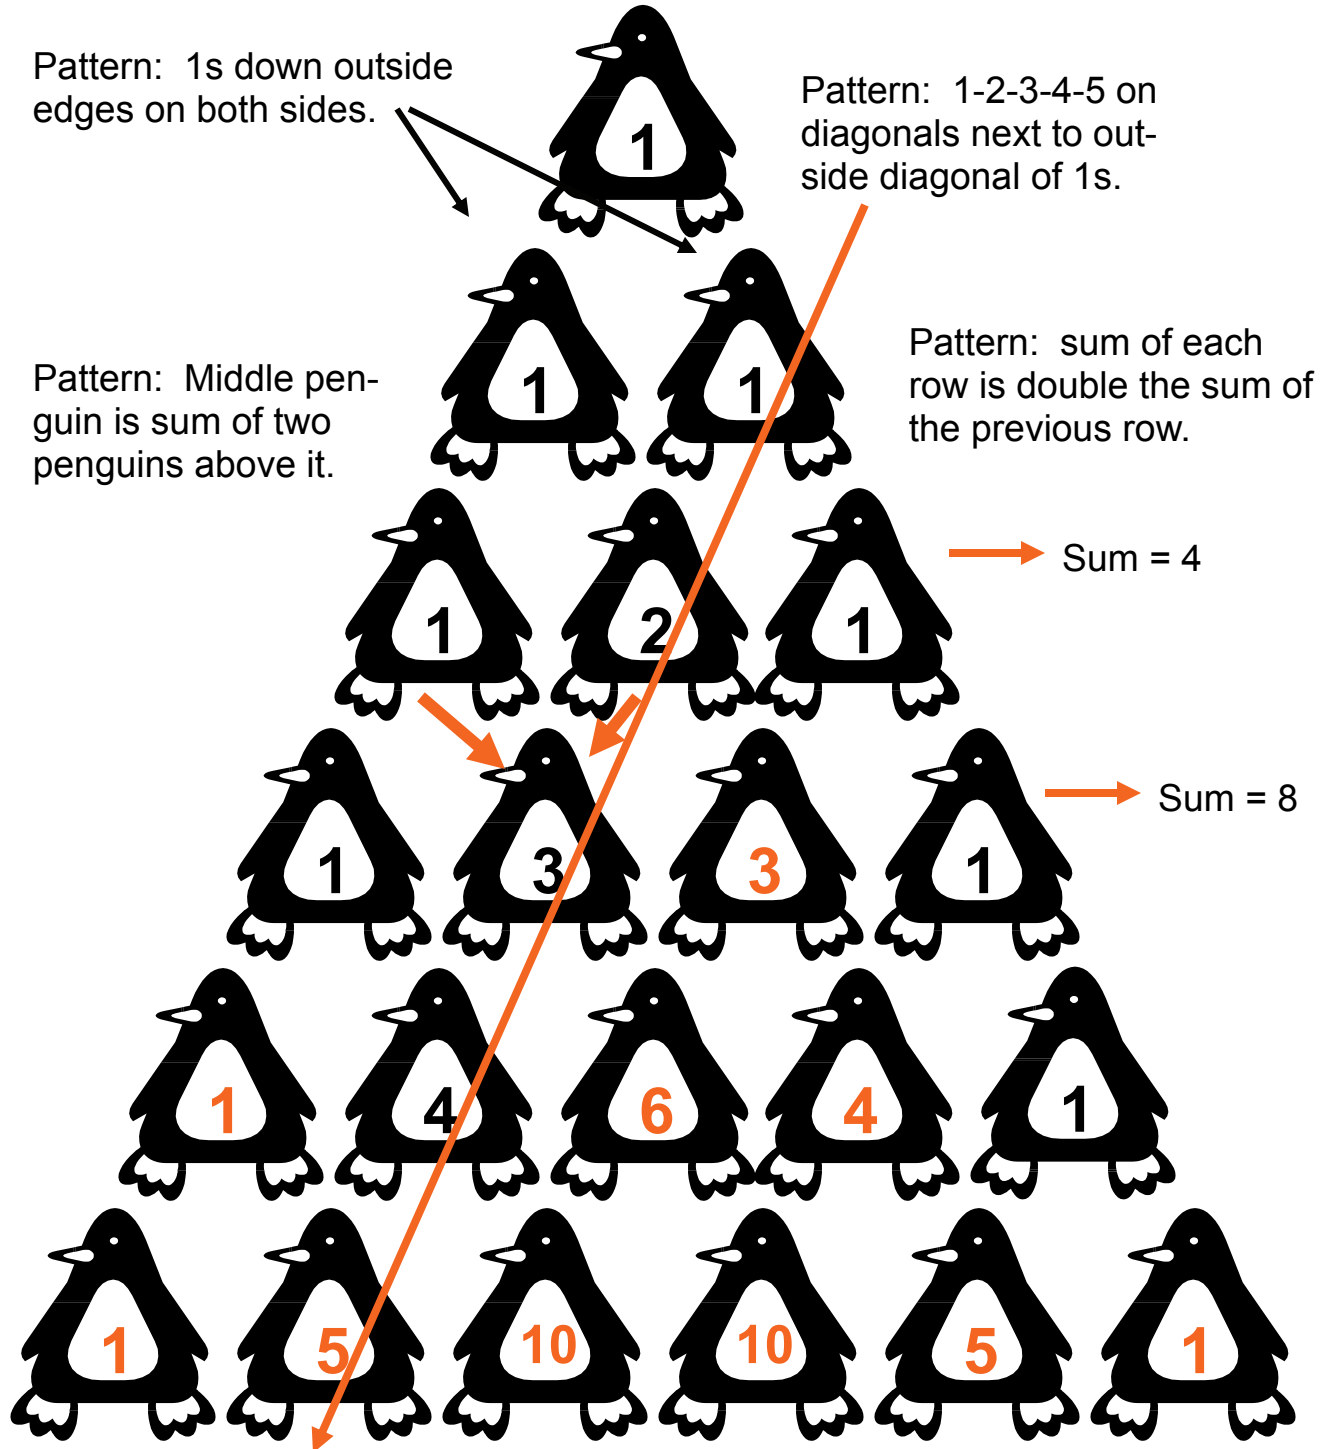 Pattern:  1s down outside
edges on both sides.
Pattern:  1-2-3-4-5 on
diagonals next to out-
side diagonal of 1s.
1
1 1
Pattern:  Middle pen-
guin is sum of two
penguins above it.
Pattern:  sum of each
row is double the sum of
the previous row.
1 2 1
Sum = 4
1 3 3 1
Sum = 8
1 4 6 4 1
1 5 10 10 5 1